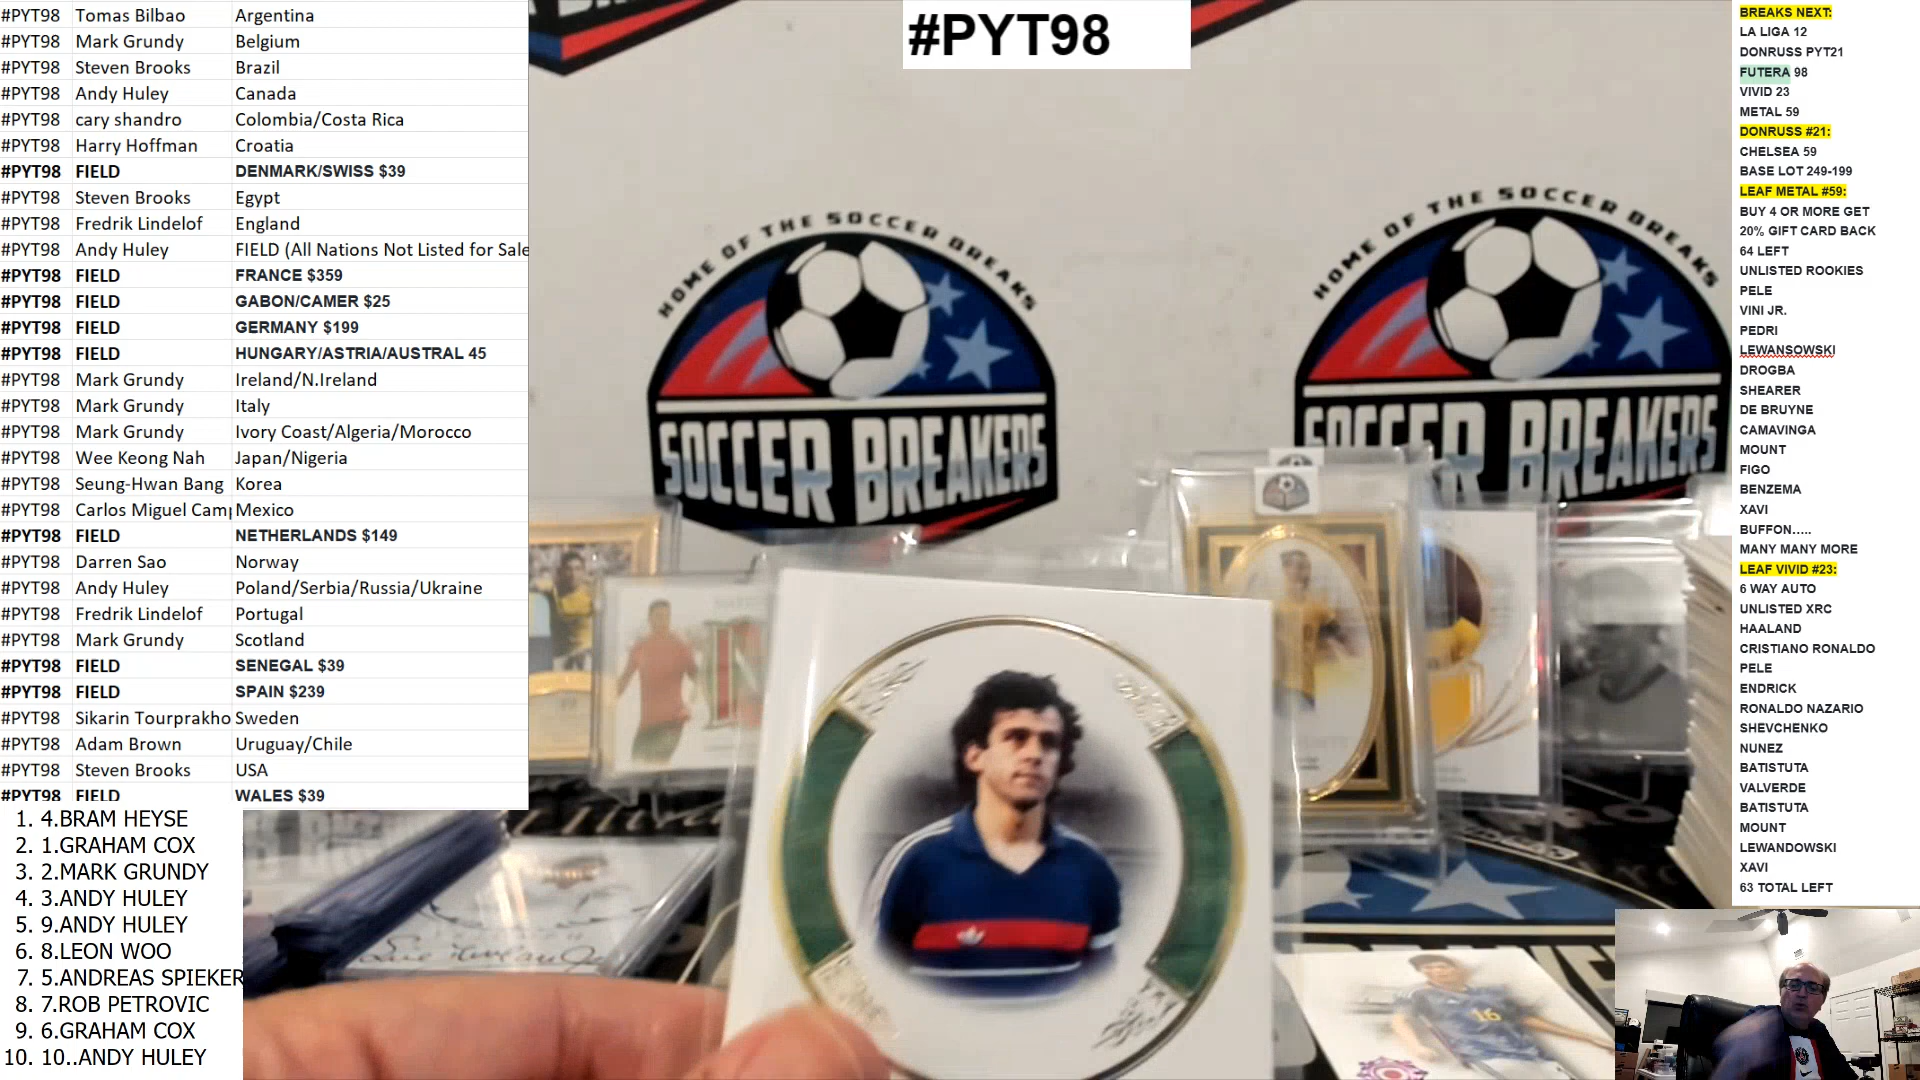 #PYT98 Tomas Bilbao Argentina
#PYT98 Mark Grundy Belgium
#PYT98 Steven Brooks Brazil
#PYT98 Andy Huley Canada
#PYT98 cary shandro Colombia/Costa Rica
#PYT98 Harry Hoffman Croatia
#PYT98 FIELD DENMARK/SWISS $39
#PYT98 Steven Brooks Egypt
#PYT98 Fredrik Lindelof England
#PYT98 Andy Huley FIELD (All Nations Not Listed for Sale
#PYT98 FIELD FRANCE $359
#PYT98 FIELD GABON/CAMER $25
#PYT98 FIELD GERMANY $199
#PYT98 FIELD HUNGARY/ASTRIA/AUSTRAL 45
#PYT98 Mark Grundy Ireland/N.Ireland
#PYT98 Mark Grundy Italy
#PYT98 Mark Grundy Ivory Coast/Algeria/Morocco
#PYT98 Wee Keong Nah Japan/Nigeria
#PYT98 Seung-Hwan Bang Korea
#PYT98 Carlos Miguel Camp Mexico
#PYT98 FIELD NETHERLANDS $149
#PYT98 Darren Sao Norway
#PYT98 Andy Huley Poland/Serbia/Russia/Ukraine
#PYT98 Fredrik Lindelof Portugal
#PYT98 Mark Grundy Scotland
#PYT98 FIELD SENEGAL $39
#PYT98 FIELD SPAIN $239
#PYT98 Sikarin Tourprakho Sweden
#PYT98 Adam Brown Uruguay/Chile
#PYT98 Steven Brooks USA
#PYT98 FIELD WALES $39
1. 4.BRAM HEYSE
2. 1.GRAHAM COX
3. 2.MARK GRUNDY
4. 3.ANDY HULEY
5. 9.ANDY HULEY
6. 8.LEON WOO
7. 5.ANDREAS SPIEKER
8. 7.ROB PETROVIC
9. 6.GRAHAM COX
10. 10..ANDY HULEY
#PYT98
HOME OF THE SOCCER BREAKS
SOCCER BREAKERS
HOME OF THE SOCCER BREAKS
SOCCER BREAKERS
16
BREAKS NEXT:
LA LIGA 12
DONRUSS PYT21
FUTERA 98
VIVID 23
METAL 59
DONRUSS #21:
CHELSEA 59
BASE LOT 249-199
LEAF METAL #59:
BUY 4 OR MORE GET
20% GIFT CARD BACK
64 LEFT
UNLISTED ROOKIES
PELE
VINI JR.
PEDRI
LEWANSOWSKI
DROGBA
SHEARER
DE BRUYNE
CAMAVINGA
MOUNT
FIGO
BENZEMA
XAVI
BUFFON.....
MANY MANY MORE
LEAF VIVID #23:
6 WAY AUTO
UNLISTED XRC
HAALAND
CRISTIANO RONALDO
PELE
ENDRICK
RONALDO NAZARIO
SHEVCHENKO
NUNEZ
BATISTUTA
VALVERDE
BATISTUTA
MOUNT
LEWANDOWSKI
XAVI
63 TOTAL LEFT